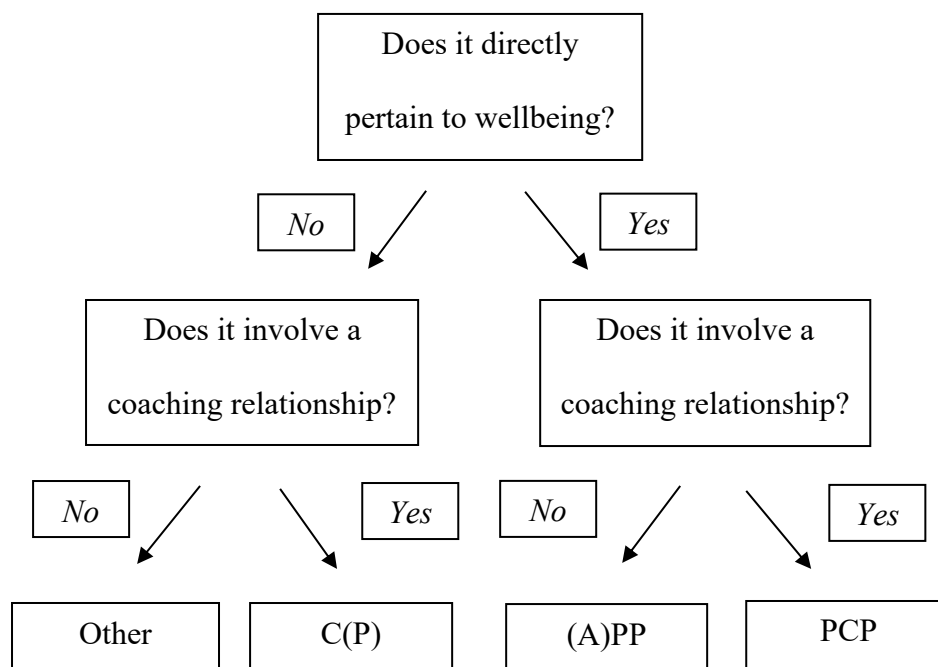 Does it directly
pertain to wellbeing?
No
Yes
Does it involve a
coaching relationship?
Does it involve a
coaching relationship?
No
Yes
No
Yes
Other
C(P)
(A)PP
PCP